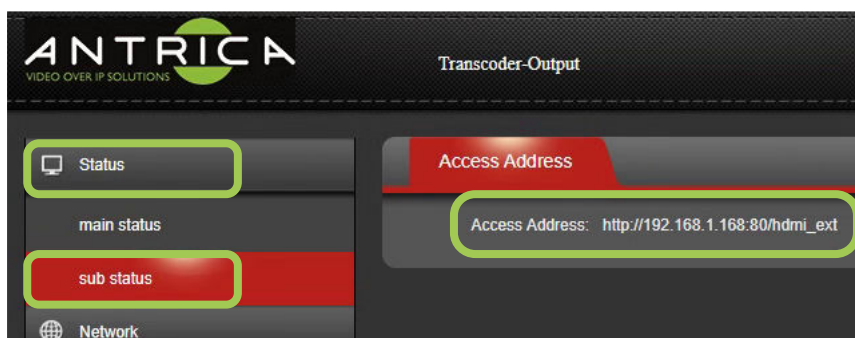 ANTRICA
VIDEO OVER IP SOLUTIONS
Transcoder-Output
Status
Access Address
main status
Access Address: http://192.168.1.168:80/hdmi_ext
sub status
Network